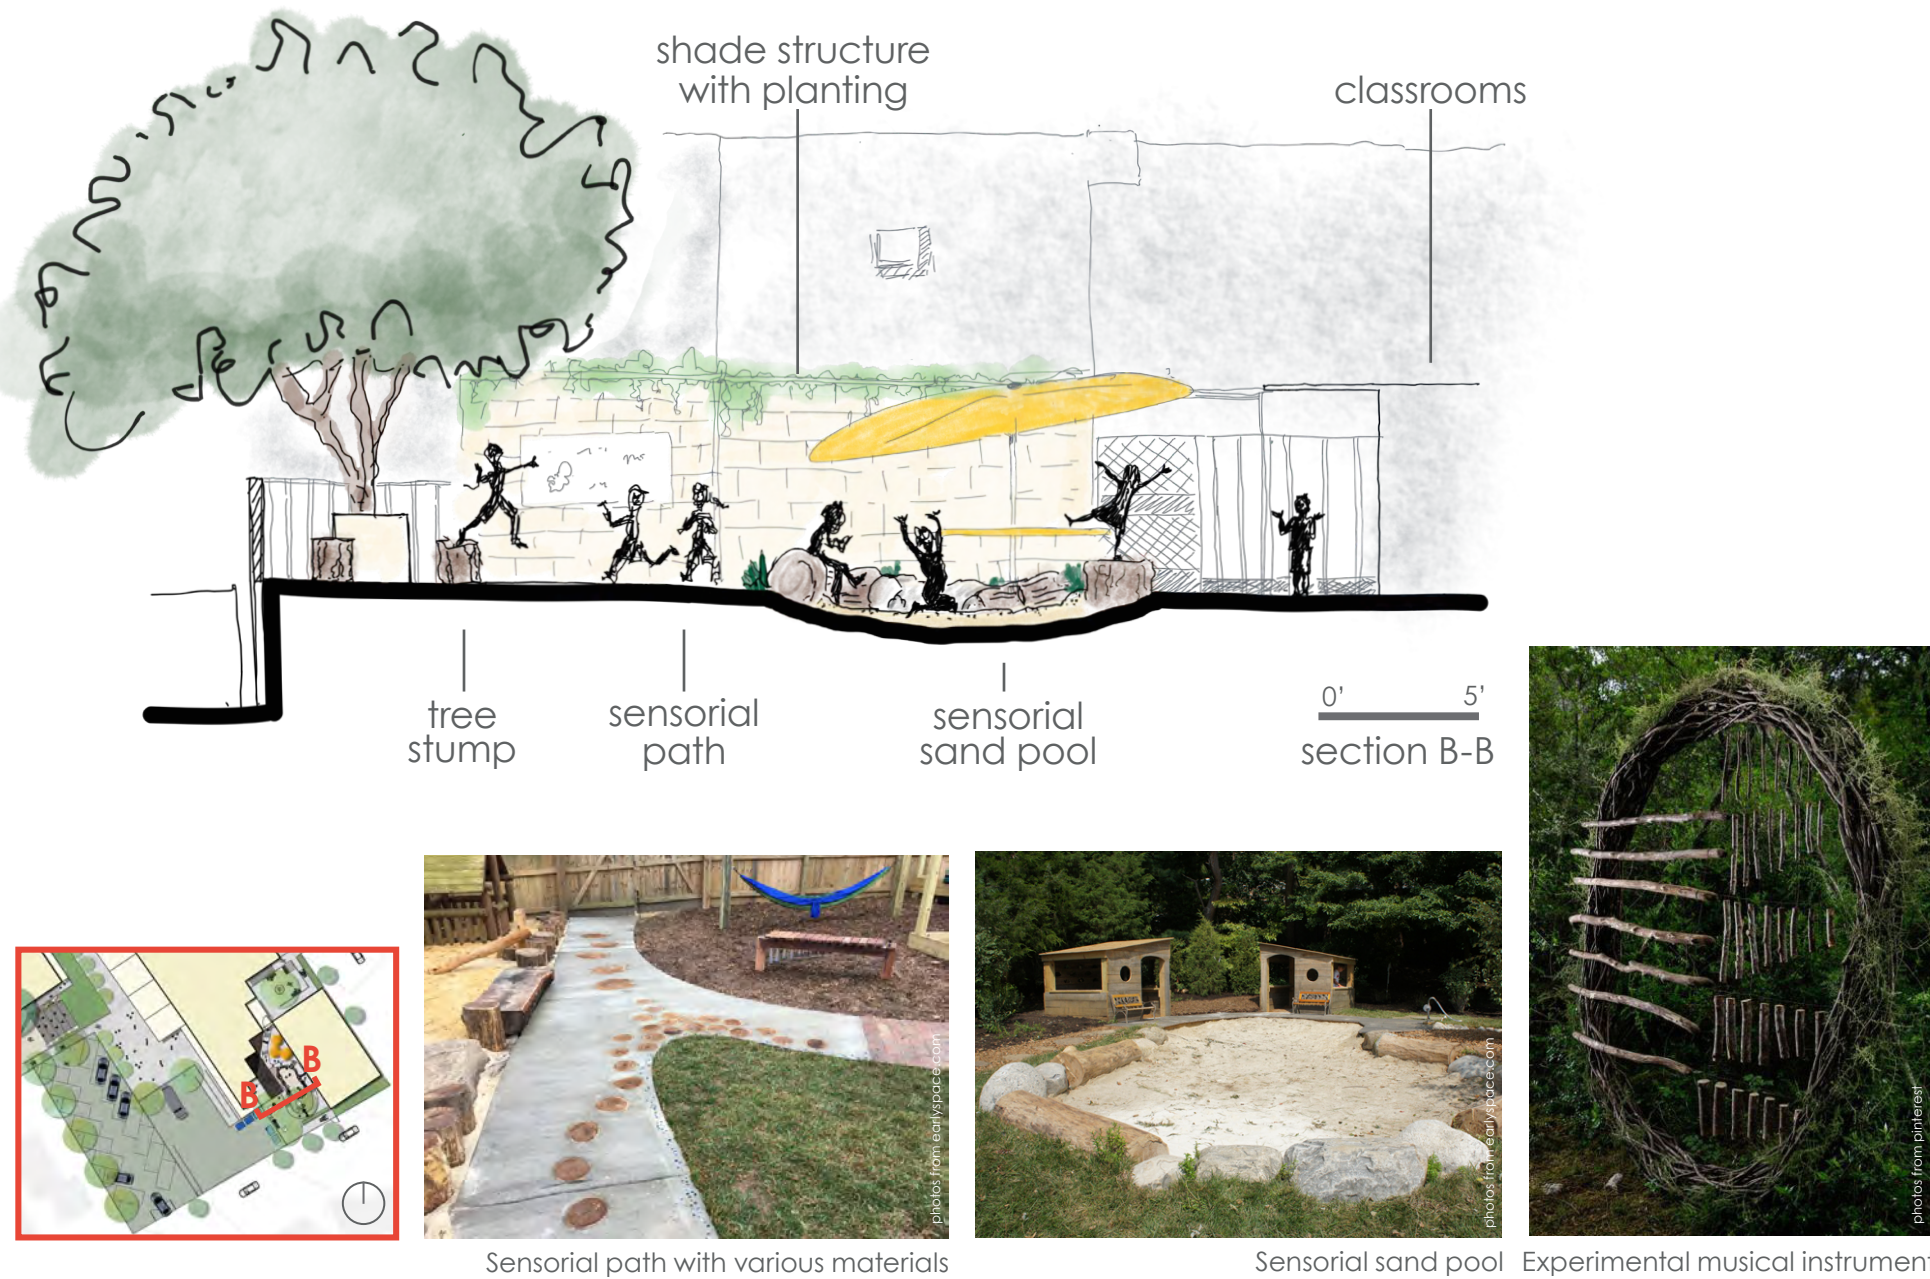 shade structure
with planting
classrooms
tree
stump
sensorial
path
sensorial
sand pool
0' 5'
section B-B
B
B
photos from earlyspace.com
photos from earlyspace.com
photos from pinterest
Sensorial path with various materials
Sensorial sand pool
Experimental musical instrument